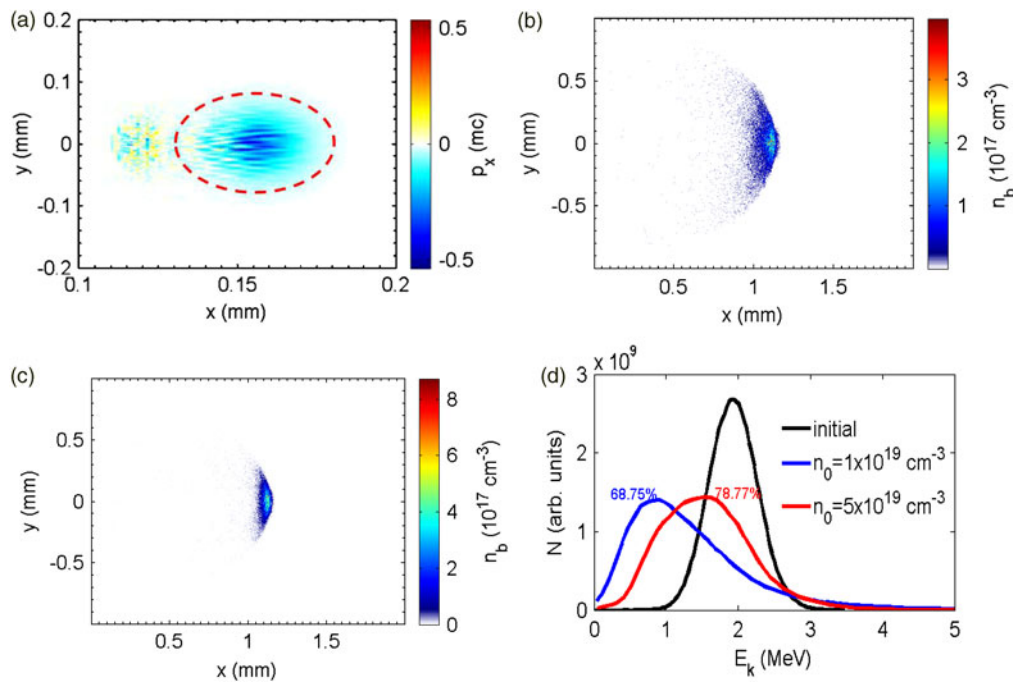 (a)
0.2
0.1
0
-0.1
-0.2
y (mm)
0.1
0.15
0.2
x (mm)
0.5
0
-0.5
p_x (mc)
(b)
0.5
0
-0.5
y (mm)
0.5
1
1.5
x (mm)
3
2
1
n_b (10^17 cm^-3)
(c)
0.5
0
-0.5
y (mm)
0.5
1
1.5
x (mm)
8
6
4
2
0
n_b (10^17 cm^-3)
(d)
x 10^9
3
2
1
0
N (arb. units)
initial
n_0=1x10^19 cm^-3
n_0=5x10^19 cm^-3
68.75%
78.77%
0
1
2
3
4
5
E_k (MeV)